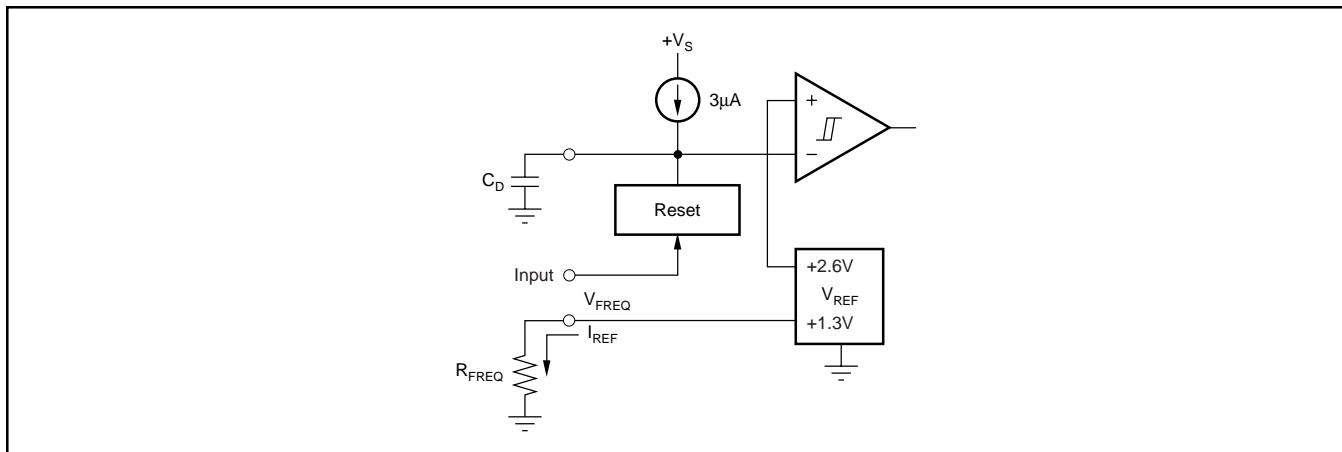 +VS
3µA
+
−
CD
Reset
Input
+2.6V
VREF
+1.3V
VFREQ
IREF
RFREQ